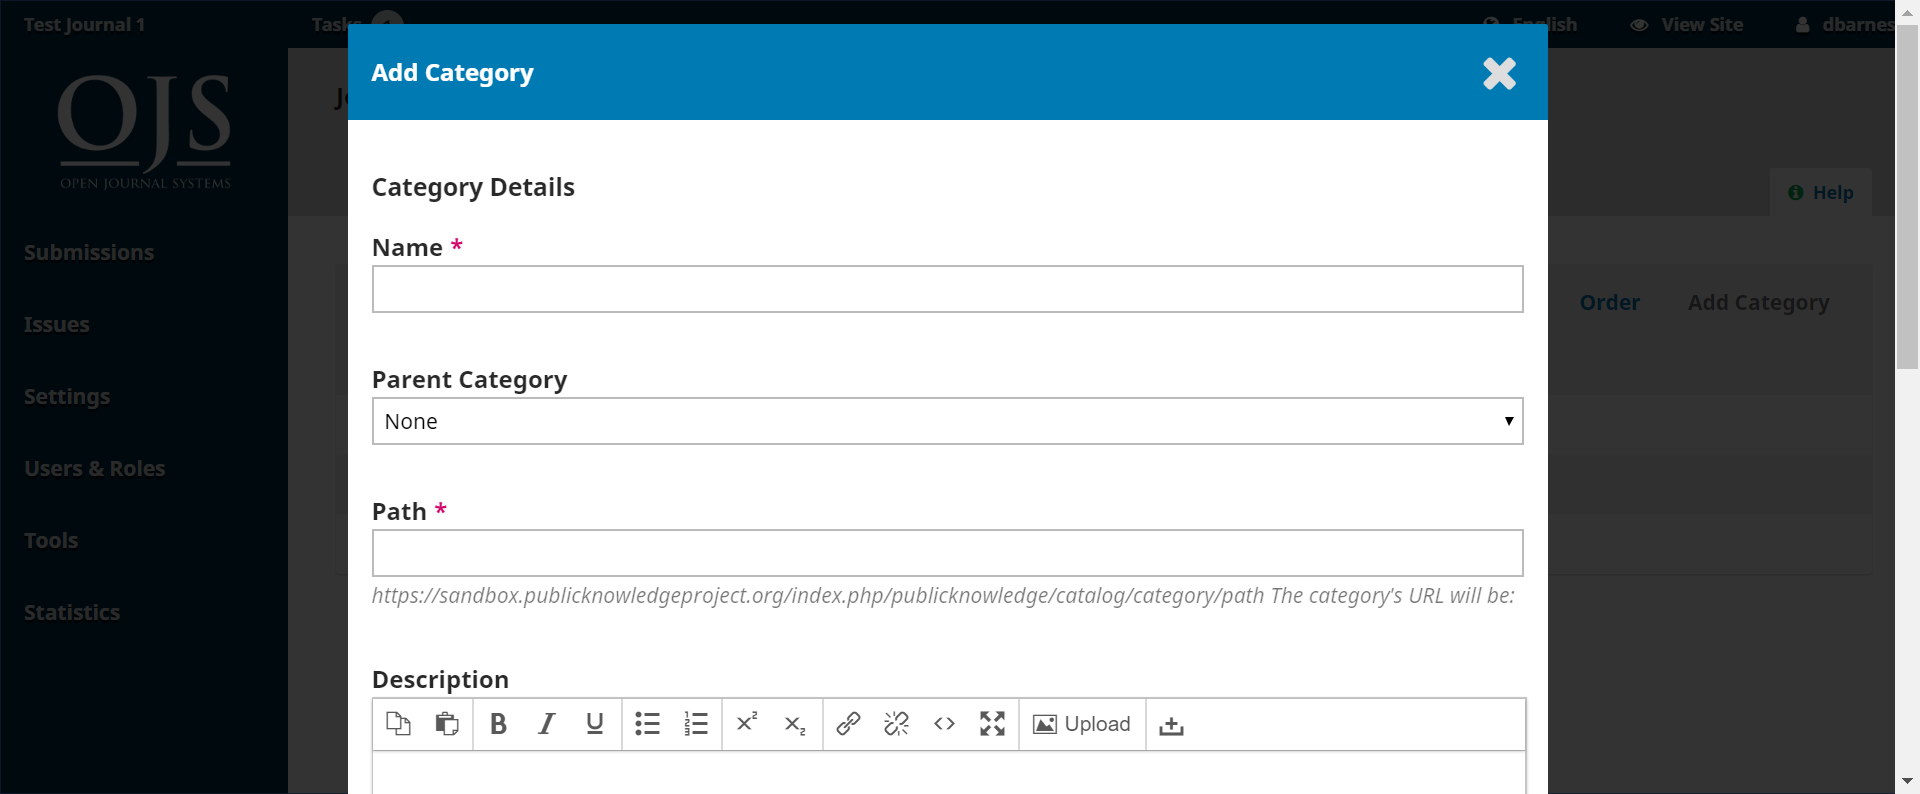 Test Journal 1
Tasks
English
View Site
dbarnes
Add Category
OJS
OPEN JOURNAL SYSTEMS
Category Details
Help
Name *
Submissions
Order
Add Category
Issues
Parent Category
Settings
None
Users & Roles
Path *
Tools
https://sandbox.publicknowledgeproject.org/index.php/publicknowledge/catalog/category/path The category's URL will be:
Statistics
Description
Upload